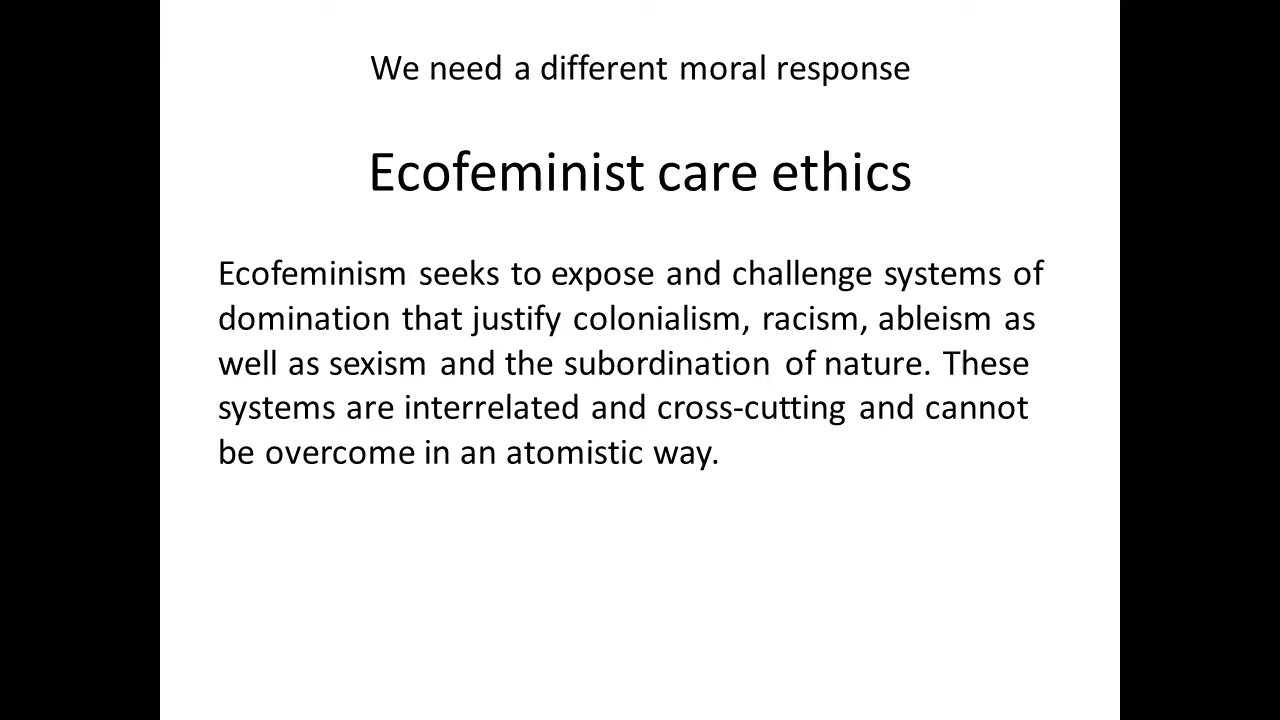 We need a different moral response
Ecofeminist care ethics
Ecofeminism seeks to expose and challenge systems of
domination that justify colonialism, racism, ableism as
well as sexism and the subordination of nature. These
systems are interrelated and cross-cutting and cannot
be overcome in an atomistic way.